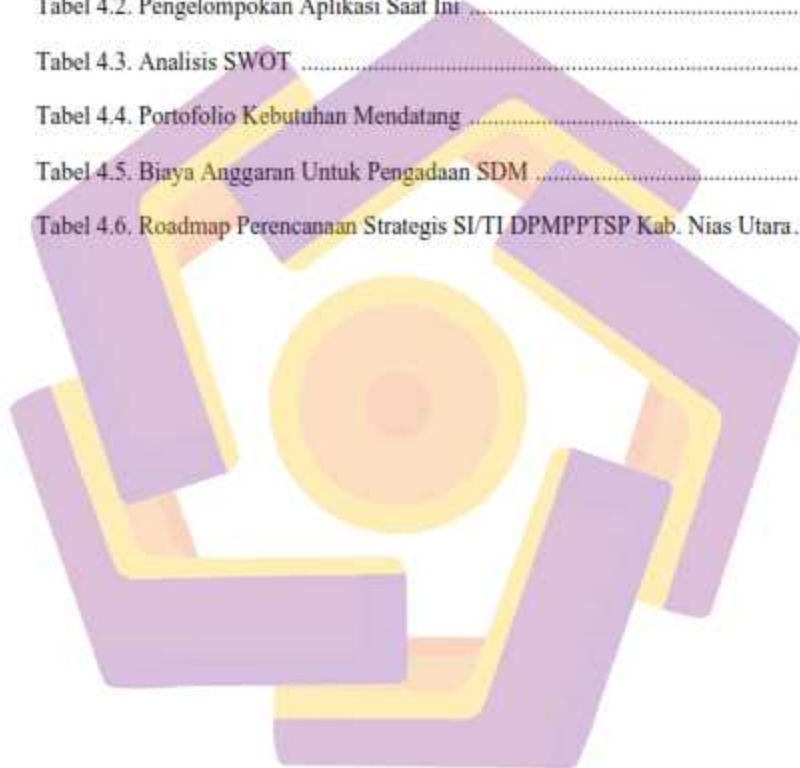 Tabel 4.2. Pengelompokan Aplikasi Saat Ini ........................................................
Tabel 4.3. Analisis SWOT ....................................................................................
Tabel 4.4. Portofolio Kebutuhan Mendatang ........................................................
Tabel 4.5. Biaya Anggaran Untuk Pengadaan SDM ............................................
Tabel 4.6. Roadmap Perencanaan Strategis SI/TI DPMPPTSP Kab. Nias Utara.